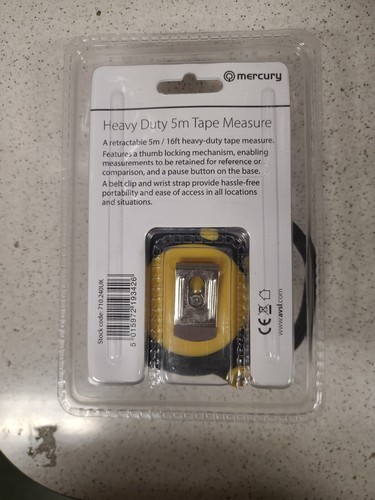 mercury
Heavy Duty 5m Tape Measure
A retractable 5m / 16ft heavy-duty tape measure.
Features a thumb locking mechanism, enabling
measurements to be retained for reference or
comparison, and a pause button on the base.
A belt clip and wrist strap provide hassle-free
portability and ease of access in all locations
and situations.
Stock code: 710.240UK
5 015972 193426
CE
www.avsl.com